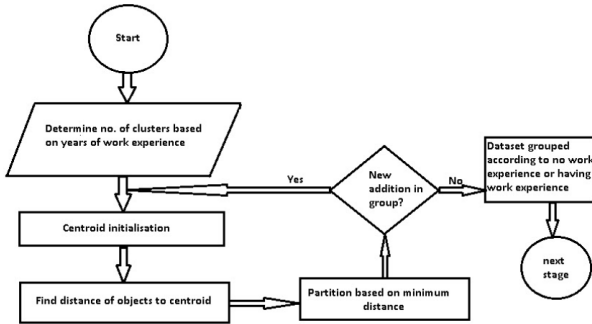 Start
Determine no. of clusters based
on years of work experience
Centroid initialisation
Find distance of objects to centroid
Partition based on minimum
distance
New
addition in
group?
Yes
No
Dataset grouped
according to no work
experience or having
work experience
next
stage